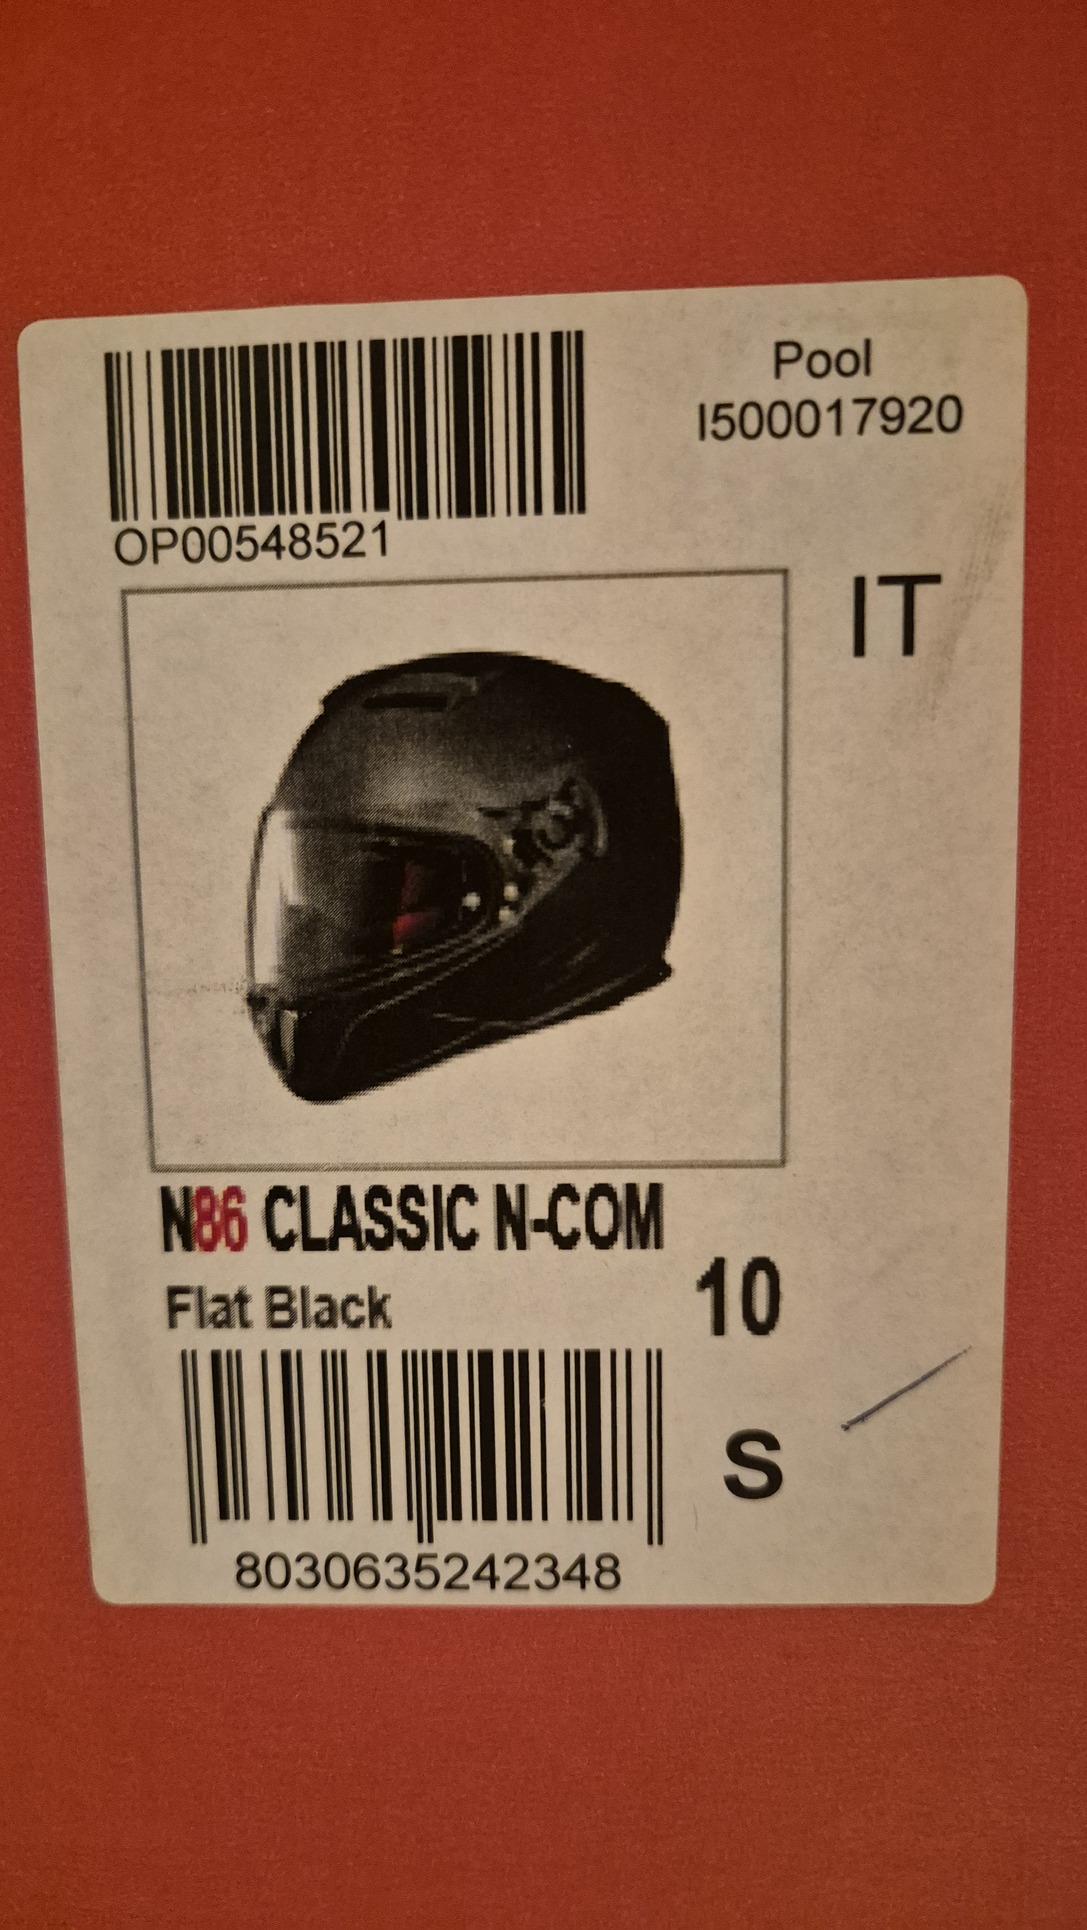 Pool
I500017920
OP00548521
IT
N86 CLASSIC N-COM
Flat Black
10
S
8030635242348